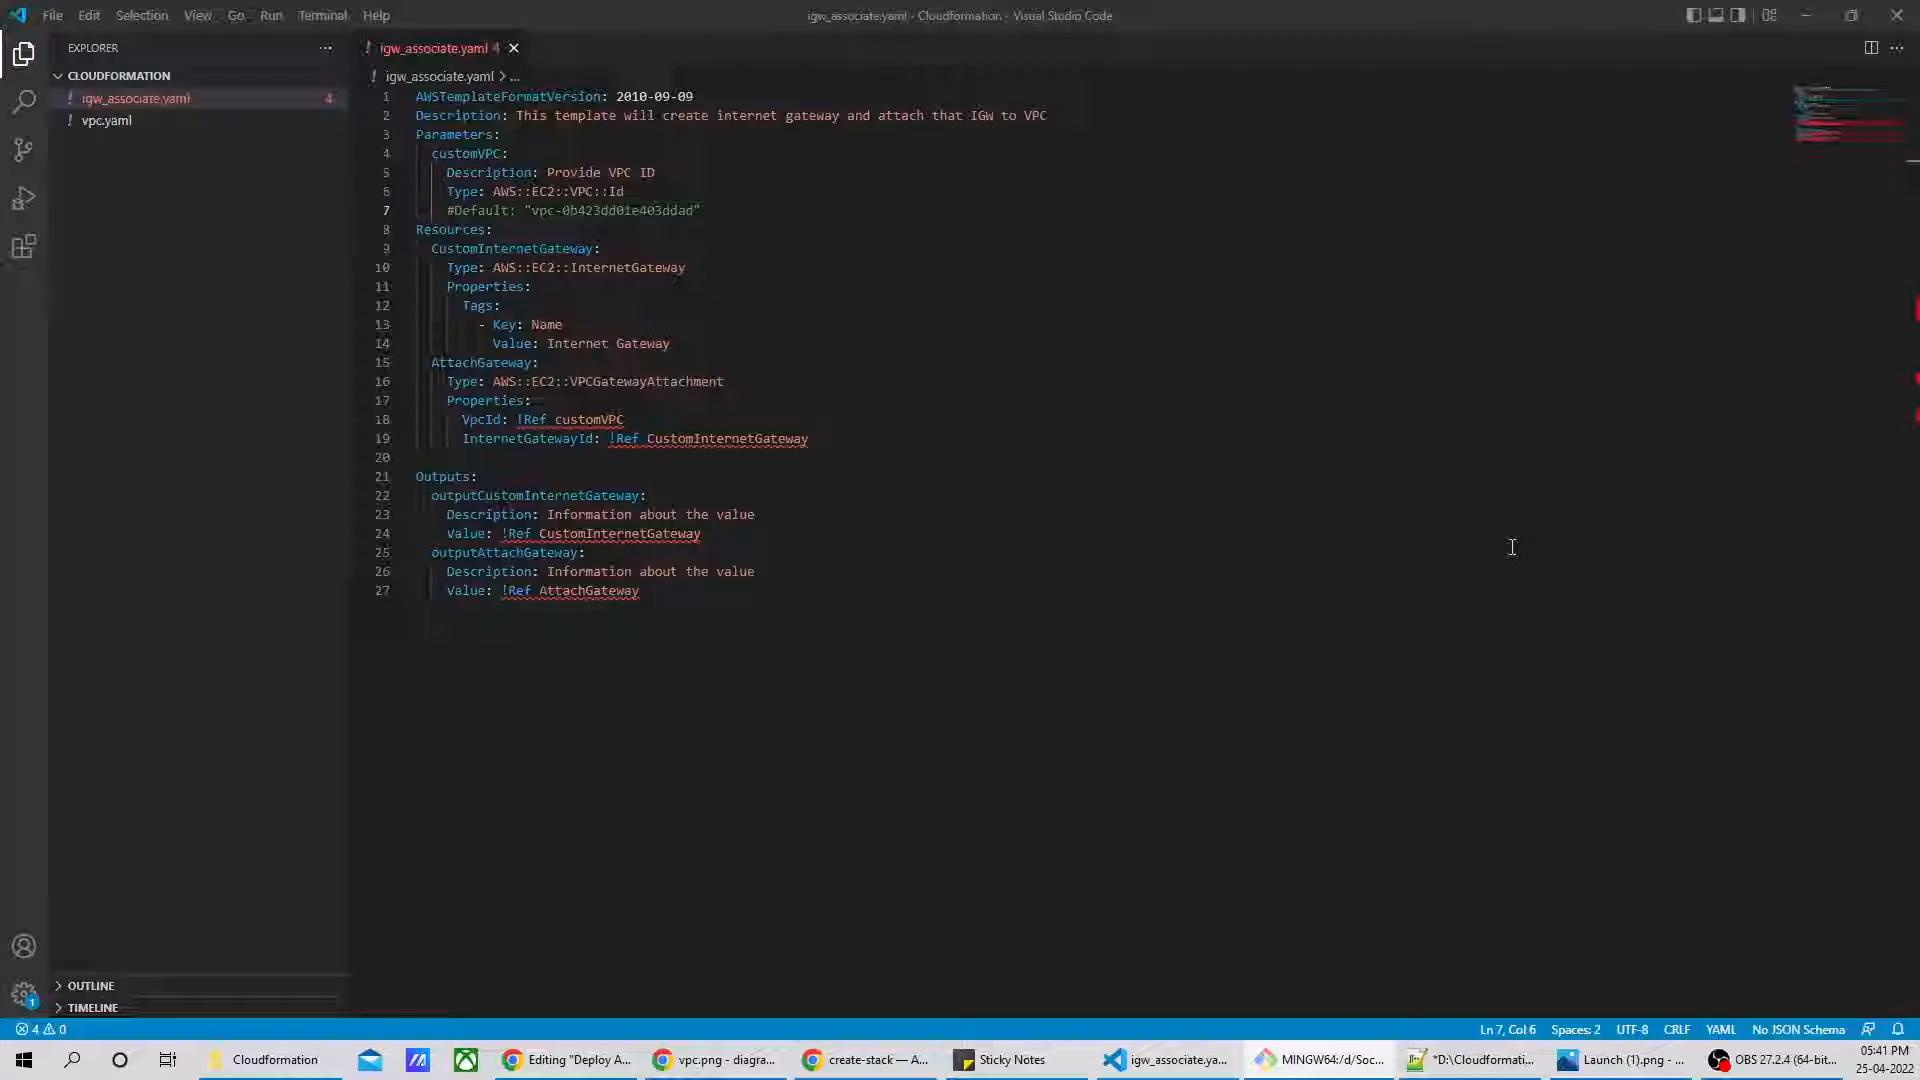 File Edit Selection View Go Run Terminal Help
igw_associate.yaml - Cloudformation - Visual Studio Code
EXPLORER
CLOUDFORMATION
! igw_associate.yaml 4
! vpc.yaml
! igw_associate.yaml 4
! igw_associate.yaml > ...
1 AWSTemplateFormatVersion: 2010-09-09
2 Description: This template will create internet gateway and attach that IGW to VPC
3 Parameters:
4 customVPC:
5 Description: Provide VPC ID
6 Type: AWS::EC2::VPC::Id
7 #Default: "vpc-0b423dd01e403ddad"
8 Resources:
9 CustomInternetGateway:
10 Type: AWS::EC2::InternetGateway
11 Properties:
12 Tags:
13 - Key: Name
14 Value: Internet Gateway
15 AttachGateway:
16 Type: AWS::EC2::VPCGatewayAttachment
17 Properties:
18 VpcId: !Ref customVPC
19 InternetGatewayId: !Ref CustomInternetGateway
20
21 Outputs:
22 outputCustomInternetGateway:
23 Description: Information about the value
24 Value: !Ref CustomInternetGateway
25 outputAttachGateway:
26 Description: Information about the value
27 Value: !Ref AttachGateway
OUTLINE
TIMELINE
1
4 0
Ln 7, Col 6 Spaces: 2 UTF-8 CRLF YAML No JSON Schema
Cloudformation
Editing "Deploy A...
vpc.png - diagra...
create-stack — A...
Sticky Notes
igw_associate.ya...
MINGW64:/d/Soc...
*D:\Cloudformati...
Launch (1).png - ...
OBS 27.2.4 (64-bit...
05:41 PM
25-04-2022